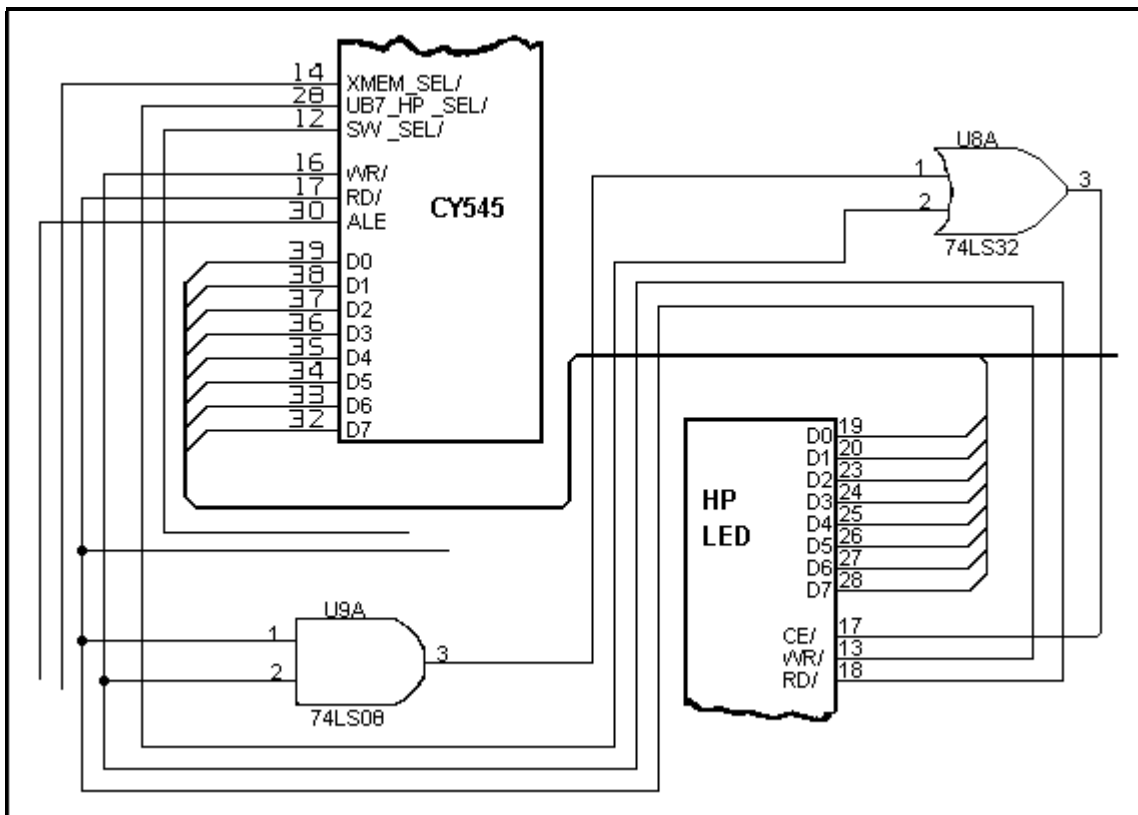 14 XMEM_SEL/
28 UB7_HP_SEL/
12 SW_SEL/
16 WR/
17 RD/
30 ALE
CY545
39 D0
38 D1
37 D2
36 D3
35 D4
34 D5
33 D6
32 D7
U8A
1
2
3
74LS32
HP
LED
D0 19
D1 20
D2 23
D3 24
D4 25
D5 26
D6 27
D7 28
CE/ 17
WR/ 13
RD/ 18
U9A
1
2
3
74LS08